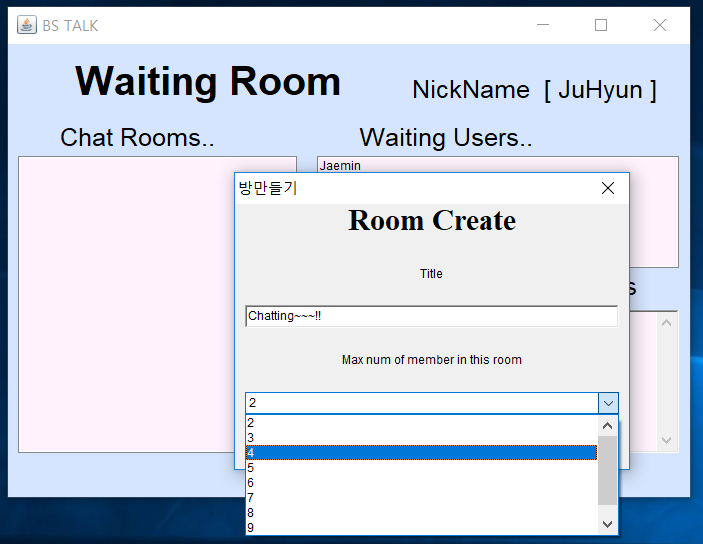 BS TALK
Waiting Room
NickName [ JuHyun ]
Chat Rooms..
Waiting Users..
Jaemin
방만들기
Room Create
Title
Chatting~~~!!
Max num of member in this room
2
2
3
4
5
6
7
8
9
s